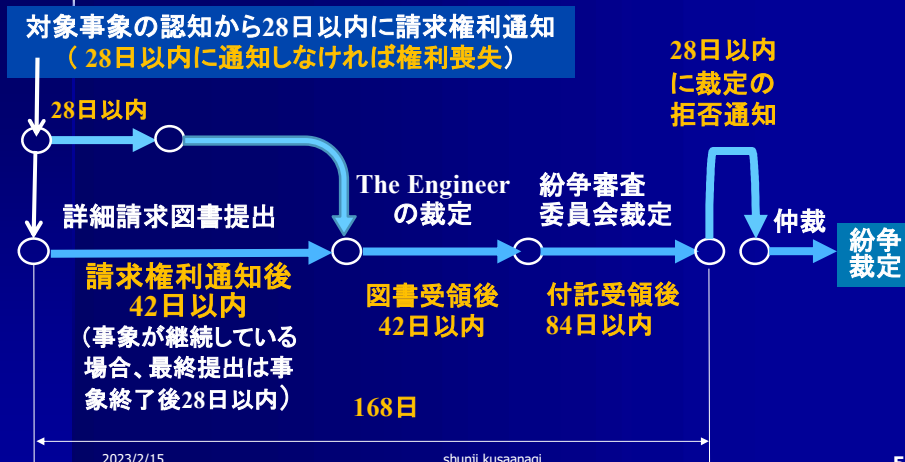 対象事象の認知から28日以内に請求権利通知
（ 28日以内に通知しなければ権利喪失）
28日以内
28日以内
に裁定の
拒否通知
詳細請求図書提出
The Engineer
の裁定
紛争審査
委員会裁定
仲裁
紛争
裁定
請求権利通知後
42日以内
（事象が継続している
場合、最終提出は事
象終了後28日以内）
図書受領後
42日以内
付託受領後
84日以内
168日
2023/2/15
shunji kusaanagi